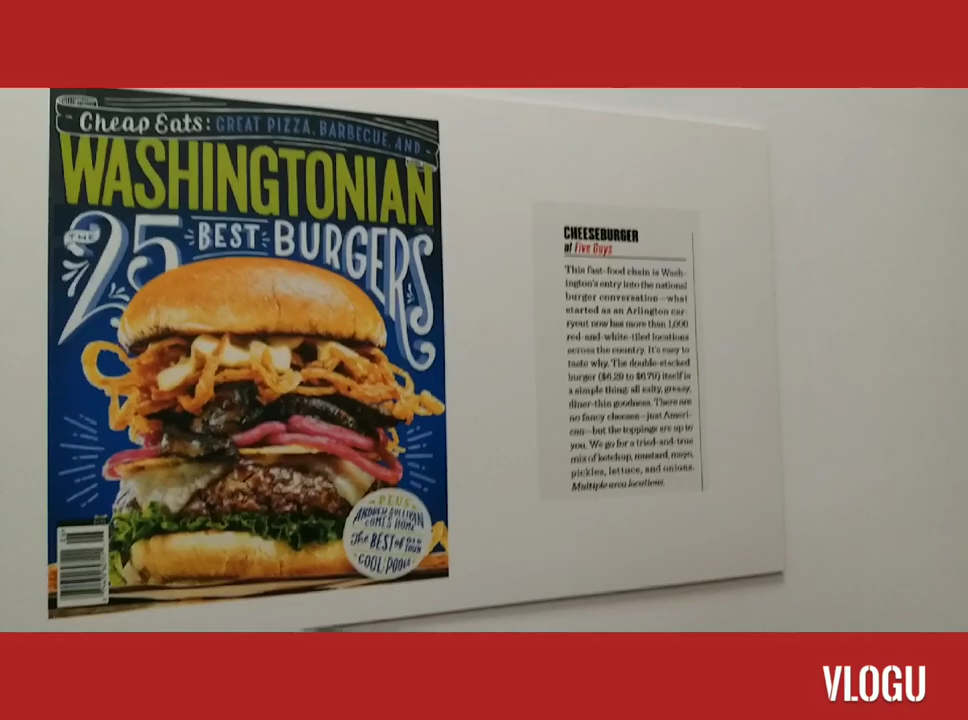 Cheap Eats: GREAT PIZZA, BARBECUE, AND
WASHINGTONIAN
THE 25 BEST BURGERS
PLUS
ANDREW SULLIVAN
COMES HOME
The BEST of OLD
TOWN
COOL POOLS
CHEESEBURGER
at Five Guys
This fast-food chain is Wash-
ington's entry into the national
burger conversation—what
started as an Arlington car-
ryout now has more than 1,000
red-and-white-tiled locations
across the country. It's easy to
taste why. The double-stacked
burger ($6.29 to $6.79) itself is
a simple thing: all salty, greasy,
diner-thin goodness. There are
no fancy cheeses—just Ameri-
can—but the toppings are up to
you. We go for a tried-and-true
mix of ketchup, mustard, mayo,
pickles, lettuce, and onions.
Multiple area locations.
VLOGU